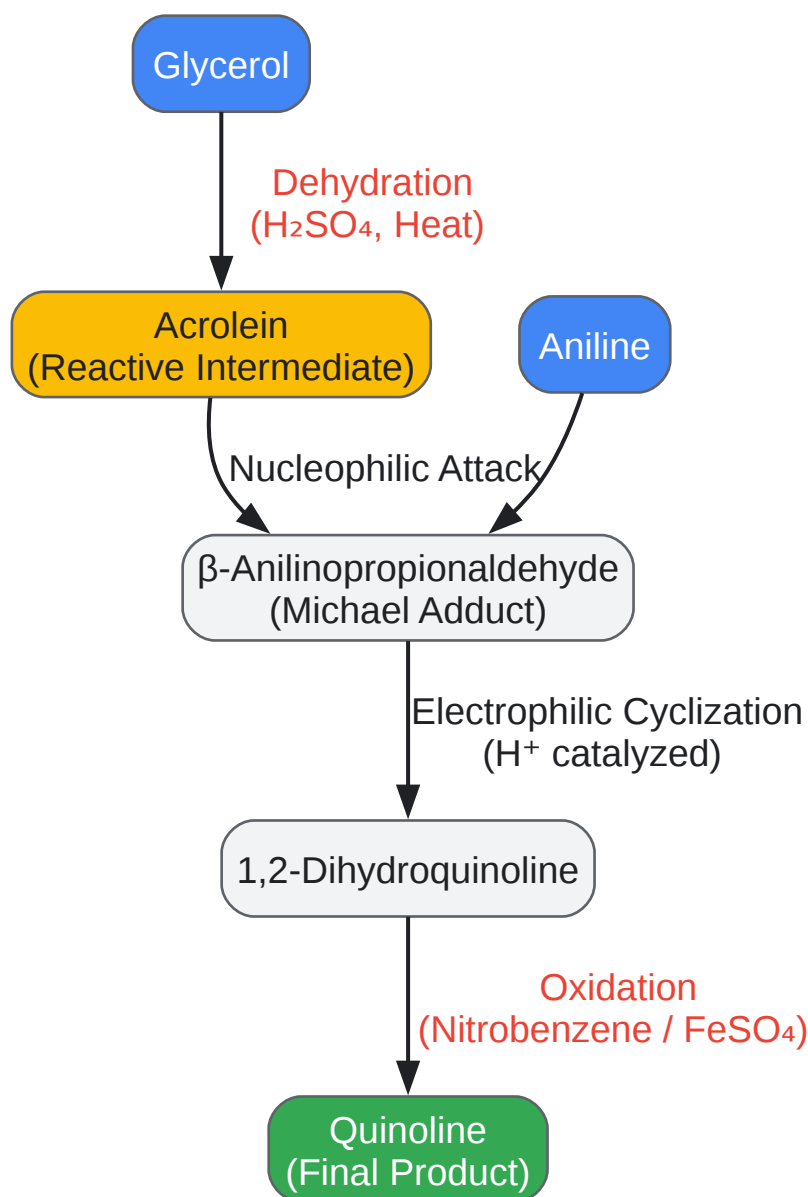 Glycerol
Dehydration
(H₂SO₄, Heat)
Acrolein
(Reactive Intermediate)
Aniline
Nucleophilic Attack
β-Anilinopropionaldehyde
(Michael Adduct)
Electrophilic Cyclization
(H⁺ catalyzed)
1,2-Dihydroquinoline
Oxidation
(Nitrobenzene / FeSO₄)
Quinoline
(Final Product)